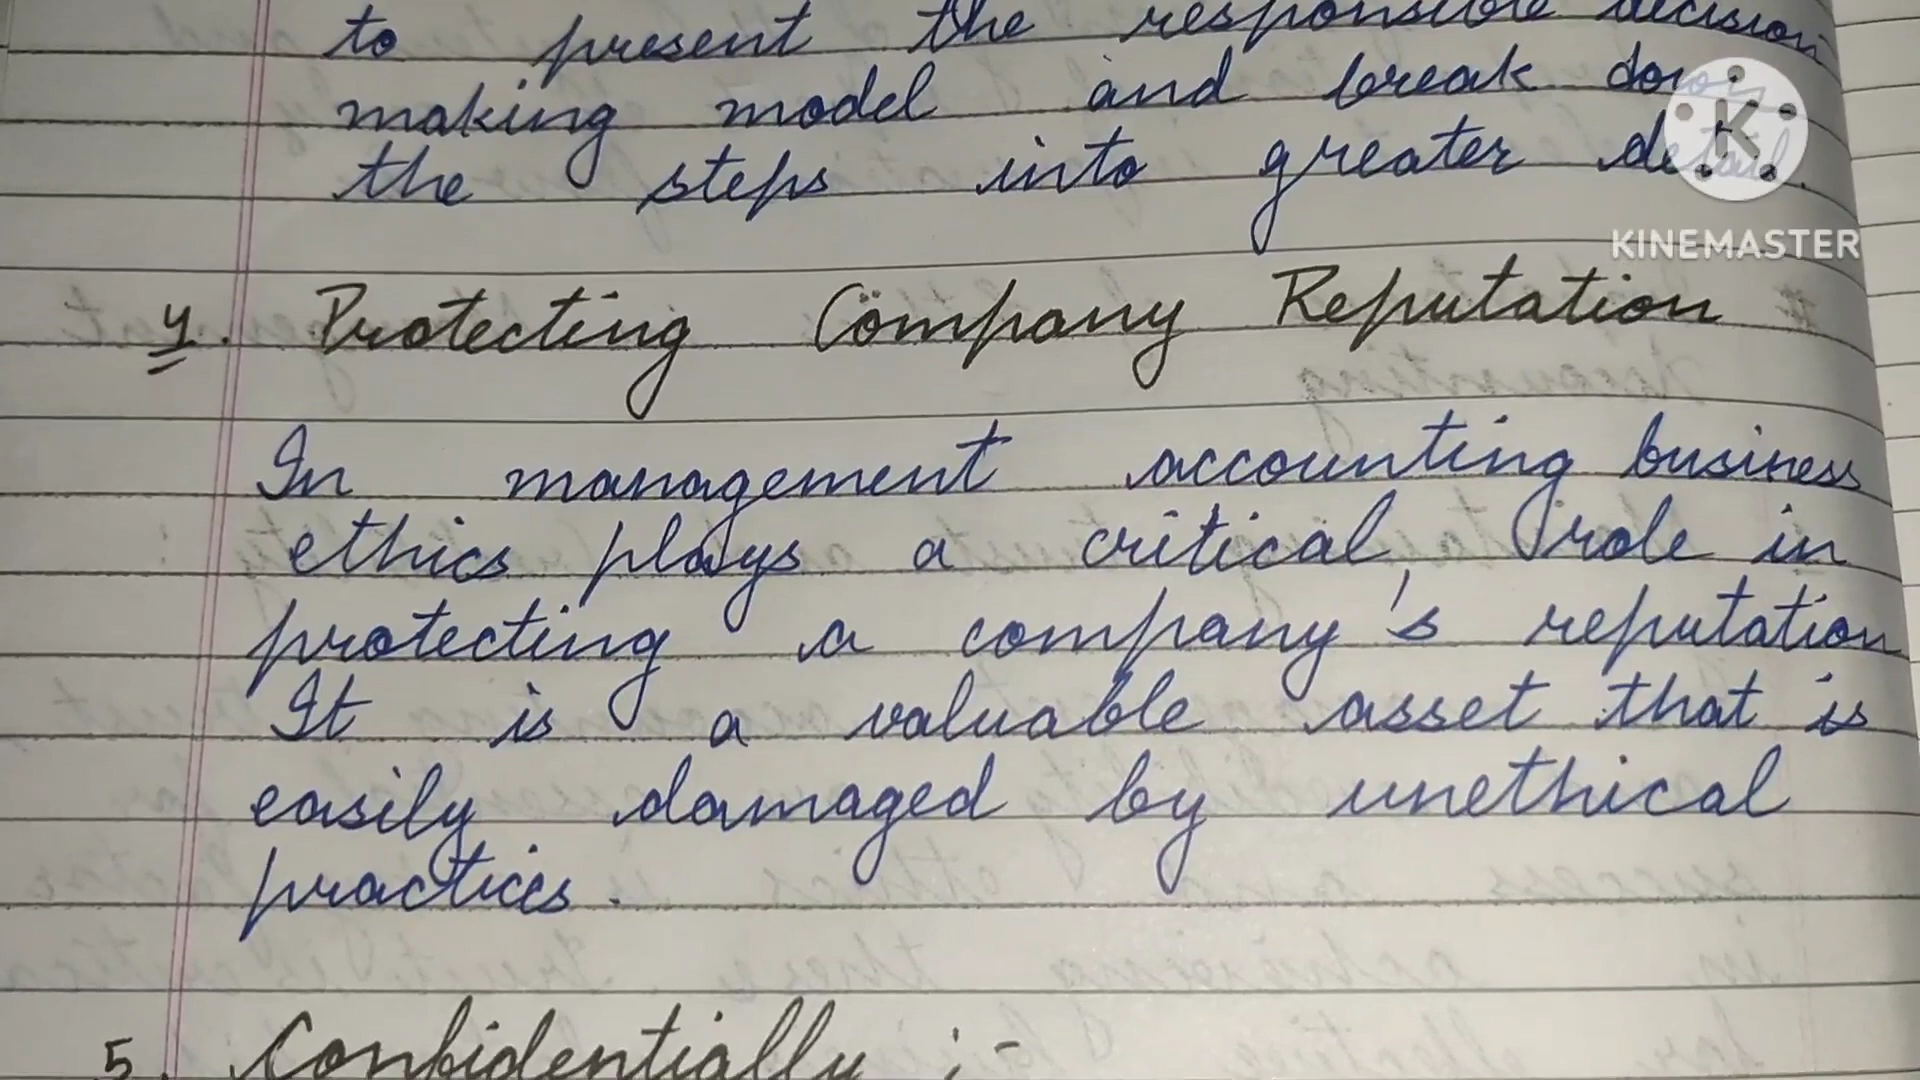 to present the responsible decision
making model and break down
the steps into greater detail.
KINEMASTER
4. Protecting Company Reputation
In management accounting business
ethics plays a critical role in
protecting a company's reputation
It is a valuable asset that is
easily damaged by unethical
practices.
5. Confidentially :-